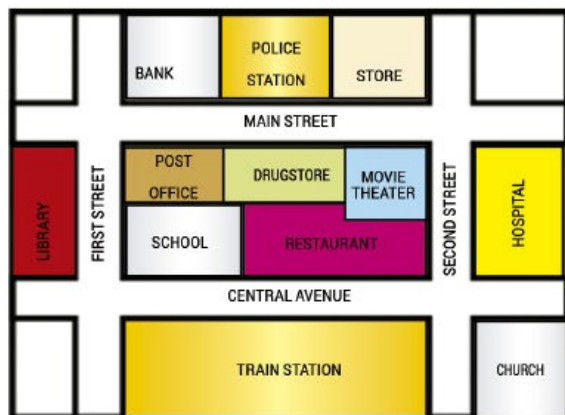 BANK
POLICE
STATION
STORE
MAIN STREET
POST
OFFICE
DRUGSTORE
MOVIE
THEATER
LIBRARY
FIRST STREET
SCHOOL
RESTAURANT
SECOND STREET
HOSPITAL
CENTRAL AVENUE
TRAIN STATION
CHURCH